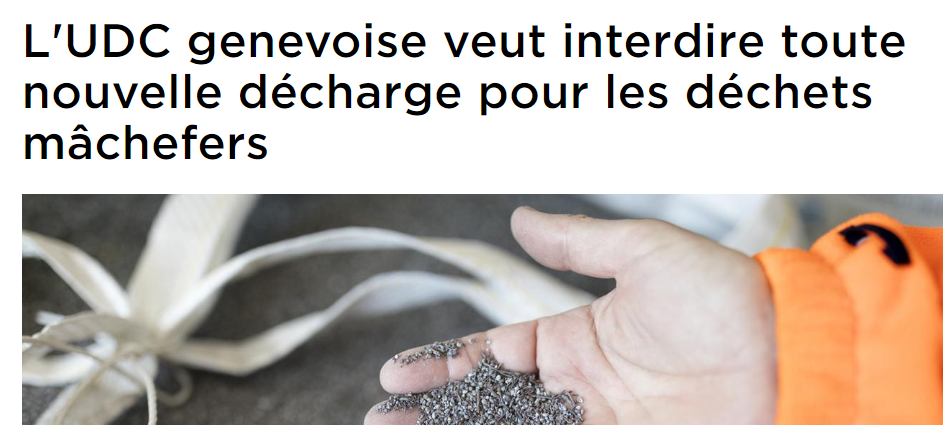 L'UDC genevoise veut interdire toute
nouvelle décharge pour les déchets
mâchefers